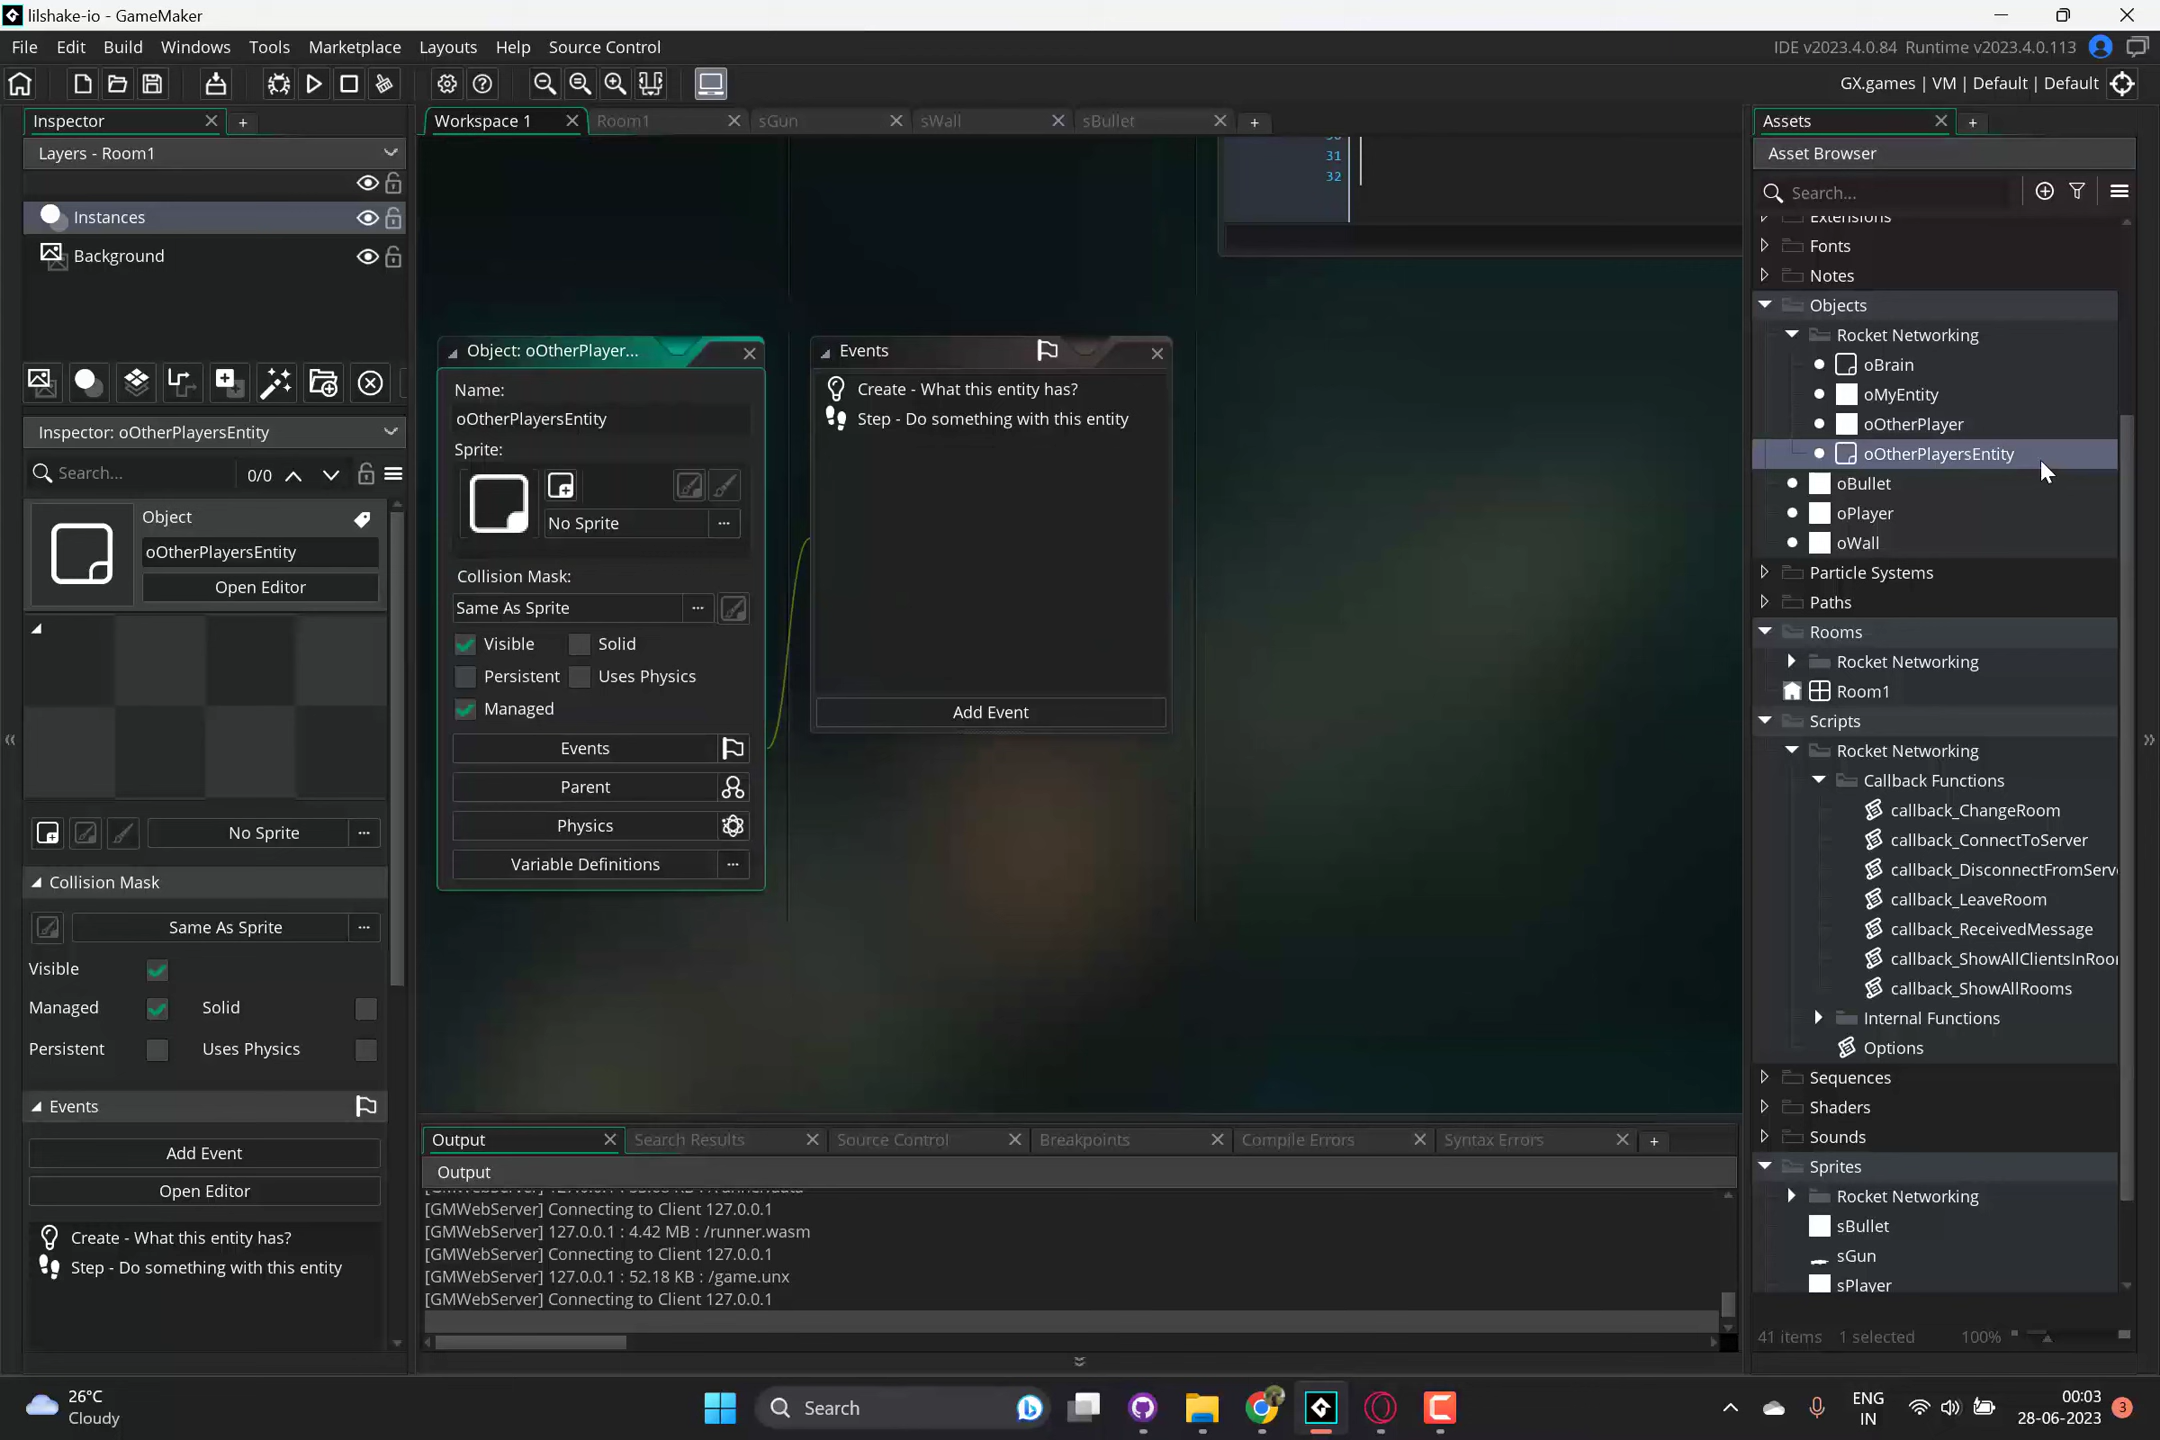 lilshake-io - GameMaker
File Edit Build Windows Tools Marketplace Layouts Help Source Control
IDE v2023.4.0.84 Runtime v2023.4.0.113
GX.games | VM | Default | Default
Inspector
Layers - Room1
Instances
Background
Inspector: oOtherPlayersEntity
Search...
0/0
Object
oOtherPlayersEntity
Open Editor
No Sprite
Collision Mask
Same As Sprite
Visible
Managed Solid
Persistent Uses Physics
Events
Add Event
Open Editor
Create - What this entity has?
Step - Do something with this entity
Workspace 1 Room1 sGun sWall sBullet
31
32
Object: oOtherPlayer...
Name:
oOtherPlayersEntity
Sprite:
No Sprite
Collision Mask:
Same As Sprite
Visible Solid
Persistent Uses Physics
Managed
Events
Parent
Physics
Variable Definitions
Events
Create - What this entity has?
Step - Do something with this entity
Add Event
Output Search Results Source Control Breakpoints Compile Errors Syntax Errors
Output
[GMWebServer] Connecting to Client 127.0.0.1
[GMWebServer] 127.0.0.1 : 4.42 MB : /runner.wasm
[GMWebServer] Connecting to Client 127.0.0.1
[GMWebServer] 127.0.0.1 : 52.18 KB : /game.unx
[GMWebServer] Connecting to Client 127.0.0.1
Assets
Asset Browser
Search...
Extensions
Fonts
Notes
Objects
Rocket Networking
oBrain
oMyEntity
oOtherPlayer
oOtherPlayersEntity
oBullet
oPlayer
oWall
Particle Systems
Paths
Rooms
Rocket Networking
Room1
Scripts
Rocket Networking
Callback Functions
callback_ChangeRoom
callback_ConnectToServer
callback_DisconnectFromServe
callback_LeaveRoom
callback_ReceivedMessage
callback_ShowAllClientsInRoo
callback_ShowAllRooms
Internal Functions
Options
Sequences
Shaders
Sounds
Sprites
Rocket Networking
sBullet
sGun
sPlayer
41 items 1 selected 100%
26°C
Cloudy
Search
ENG
IN
00:03
28-06-2023
3